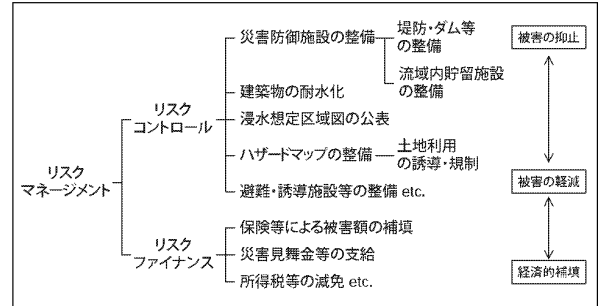 災害防御施設の整備
堤防・ダム等
の整備
流域内貯留施設
の整備
建築物の耐水化
リスク
コントロール
浸水想定区域図の公表
ハザードマップの整備
土地利用
の誘導・規制
リスク
マネージメント
避難・誘導施設等の整備 etc.
保険等による被害額の補填
リスク
ファイナンス
災害見舞金等の支給
所得税等の減免 etc.
被害の抑止
被害の軽減
経済的補填